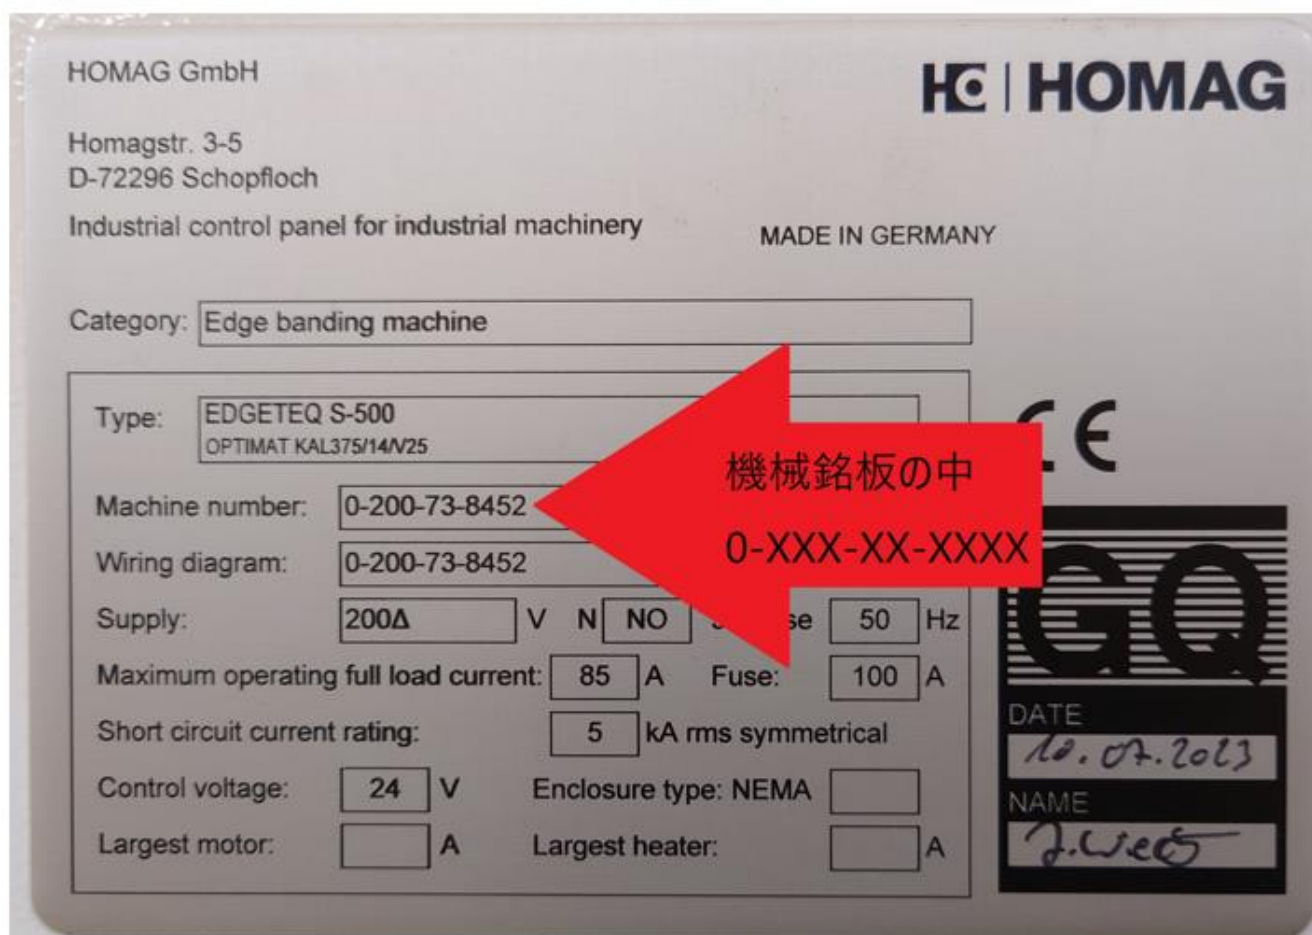 HOMAG GmbH
HOMAG
Homagstr. 3-5
D-72296 Schopfloch
Industrial control panel for industrial machinery
MADE IN GERMANY
Category: Edge banding machine
Type: EDGETEQ S-500
OPTIMAT KAL375/14/V25
CE
機械銘板の中
0-XXX-XX-XXXX
Machine number: 0-200-73-8452
Wiring diagram: 0-200-73-8452
Supply: 200Δ V N NO 50 Hz
Maximum operating full load current: 85 A Fuse: 100 A
Short circuit current rating: 5 kA rms symmetrical
Control voltage: 24 V Enclosure type: NEMA
Largest motor: A Largest heater: A
GQ
DATE
10.07.2023
NAME